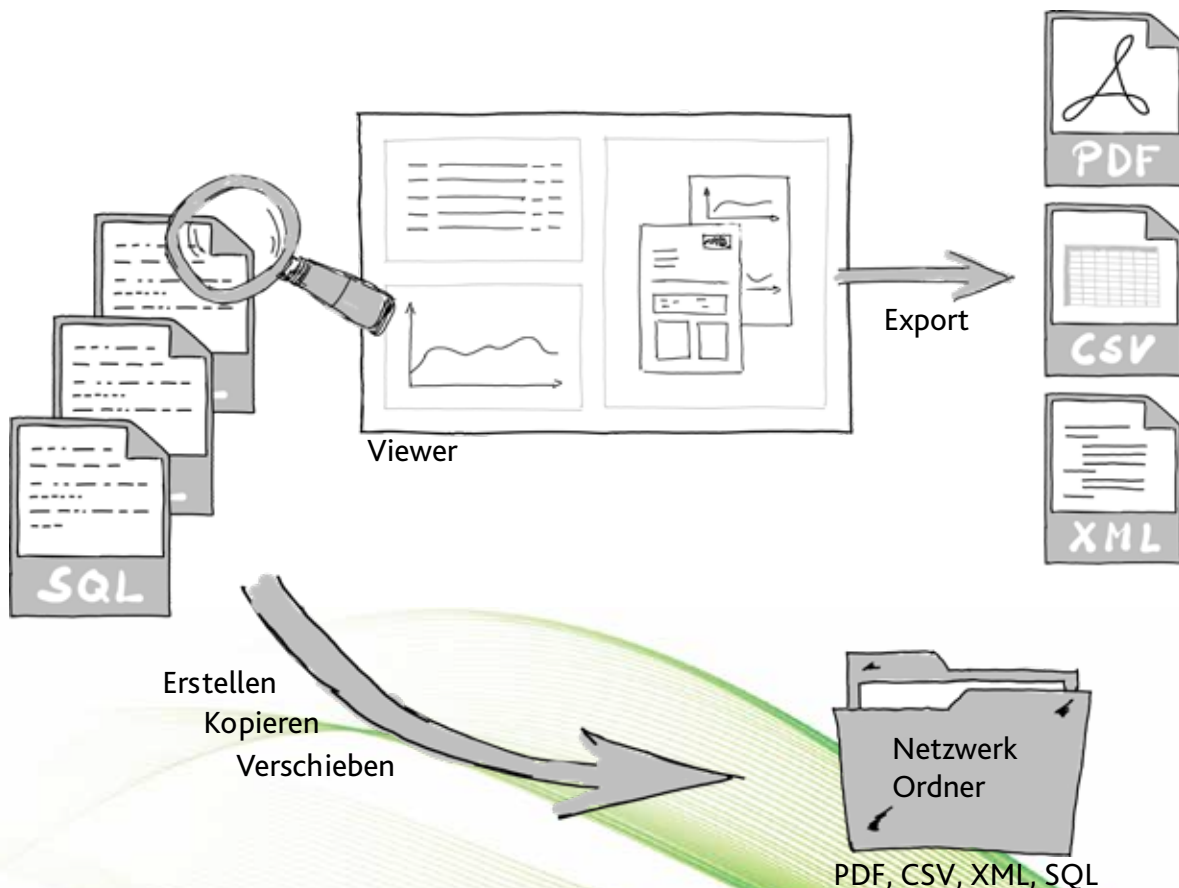 PDF
CSV
Export
Viewer
XML
SQL
Erstellen
Kopieren
Verschieben
Netzwerk
Ordner
PDF, CSV, XML, SQL